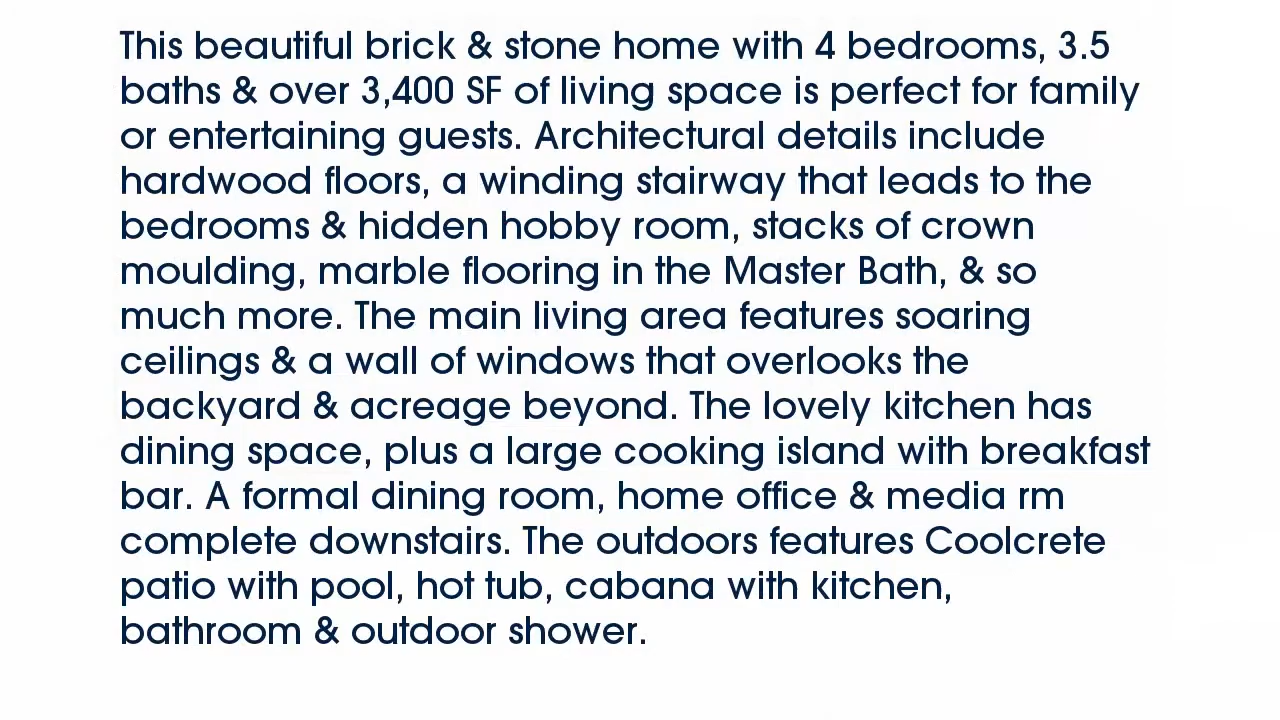 This beautiful brick & stone home with 4 bedrooms, 3.5
baths & over 3,400 SF of living space is perfect for family
or entertaining guests. Architectural details include
hardwood floors, a winding stairway that leads to the
bedrooms & hidden hobby room, stacks of crown
moulding, marble flooring in the Master Bath, & so
much more. The main living area features soaring
ceilings & a wall of windows that overlooks the
backyard & acreage beyond. The lovely kitchen has
dining space, plus a large cooking island with breakfast
bar. A formal dining room, home office & media rm
complete downstairs. The outdoors features Coolcrete
patio with pool, hot tub, cabana with kitchen,
bathroom & outdoor shower.